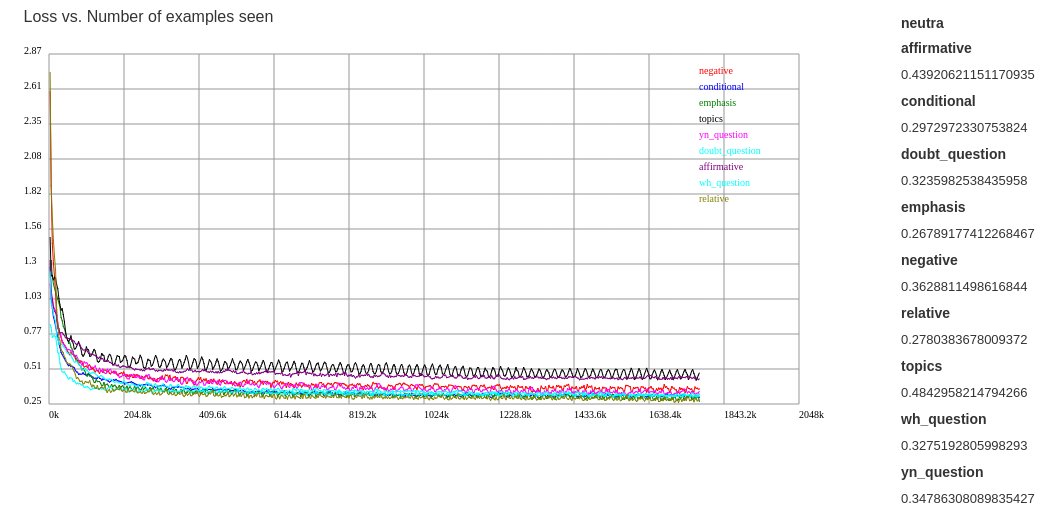 Loss vs. Number of examples seen
2.87
2.61
2.35
2.08
1.82
1.56
1.3
1.03
0.77
0.51
0.25
0k
204.8k
409.6k
614.4k
819.2k
1024k
1228.8k
1433.6k
1638.4k
1843.2k
2048k
negative
conditional
emphasis
topics
yn_question
doubt_question
affirmative
wh_question
relative
neutra
affirmative
0.43920621151170935
conditional
0.2972972330753824
doubt_question
0.3235982538435958
emphasis
0.26789177412268467
negative
0.3628811498616844
relative
0.2780383678009372
topics
0.4842958214794266
wh_question
0.3275192805998293
yn_question
0.34786308089835427